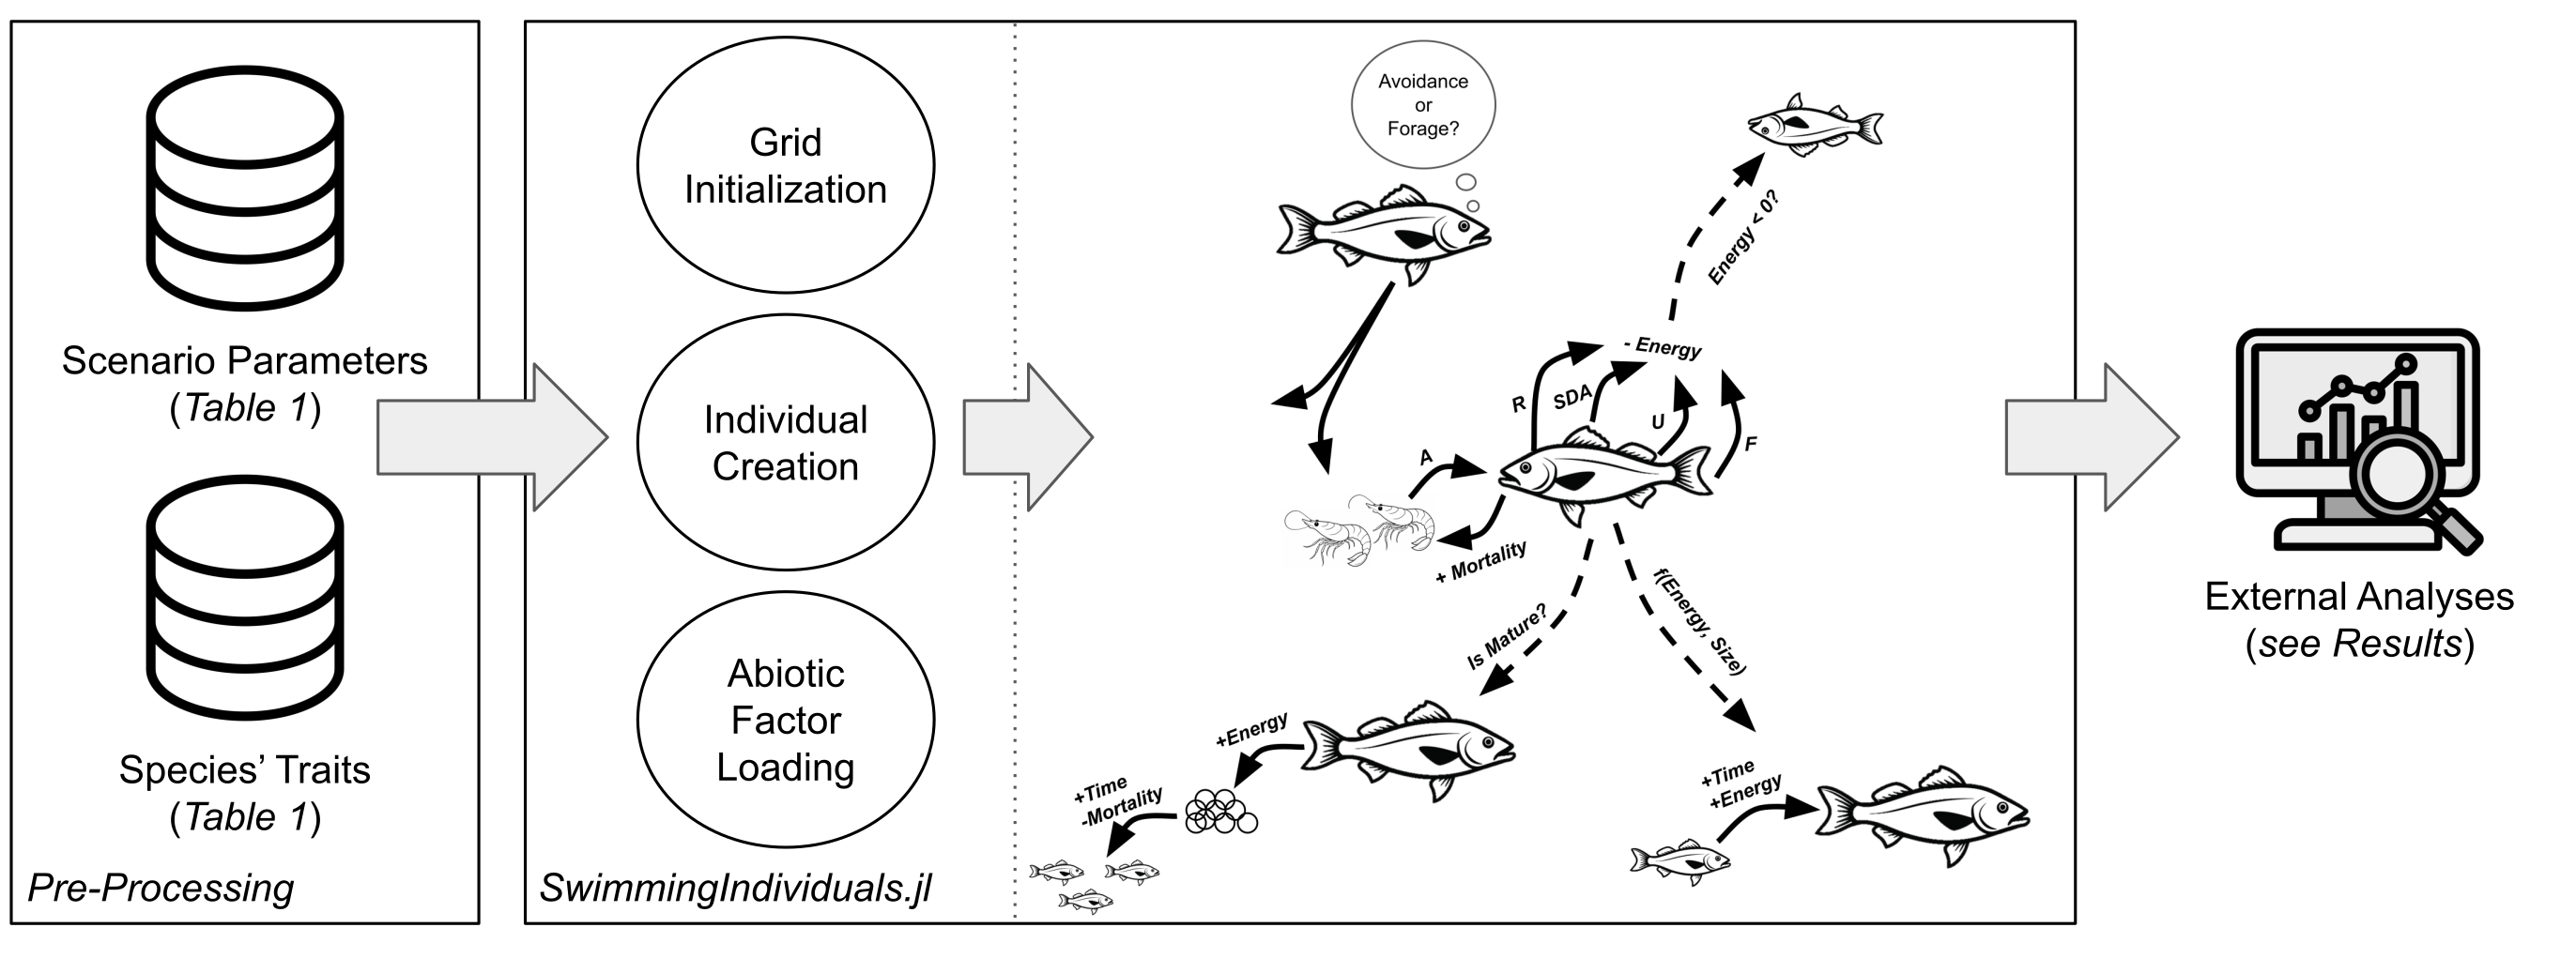 Scenario Parameters
(Table 1)
Species’ Traits
(Table 1)
Pre-Processing
Grid
Initialization
Individual
Creation
Abiotic
Factor
Loading
SwimmingIndividuals.jl
Avoidance
or
Forage?
Energy < 0?
- Energy
R
SDA
U
F
A
+ Mortality
Is Mature?
f(Energy, Size)
+Energy
+Time
-Mortality
+Time
+Energy
External Analyses
(see Results)